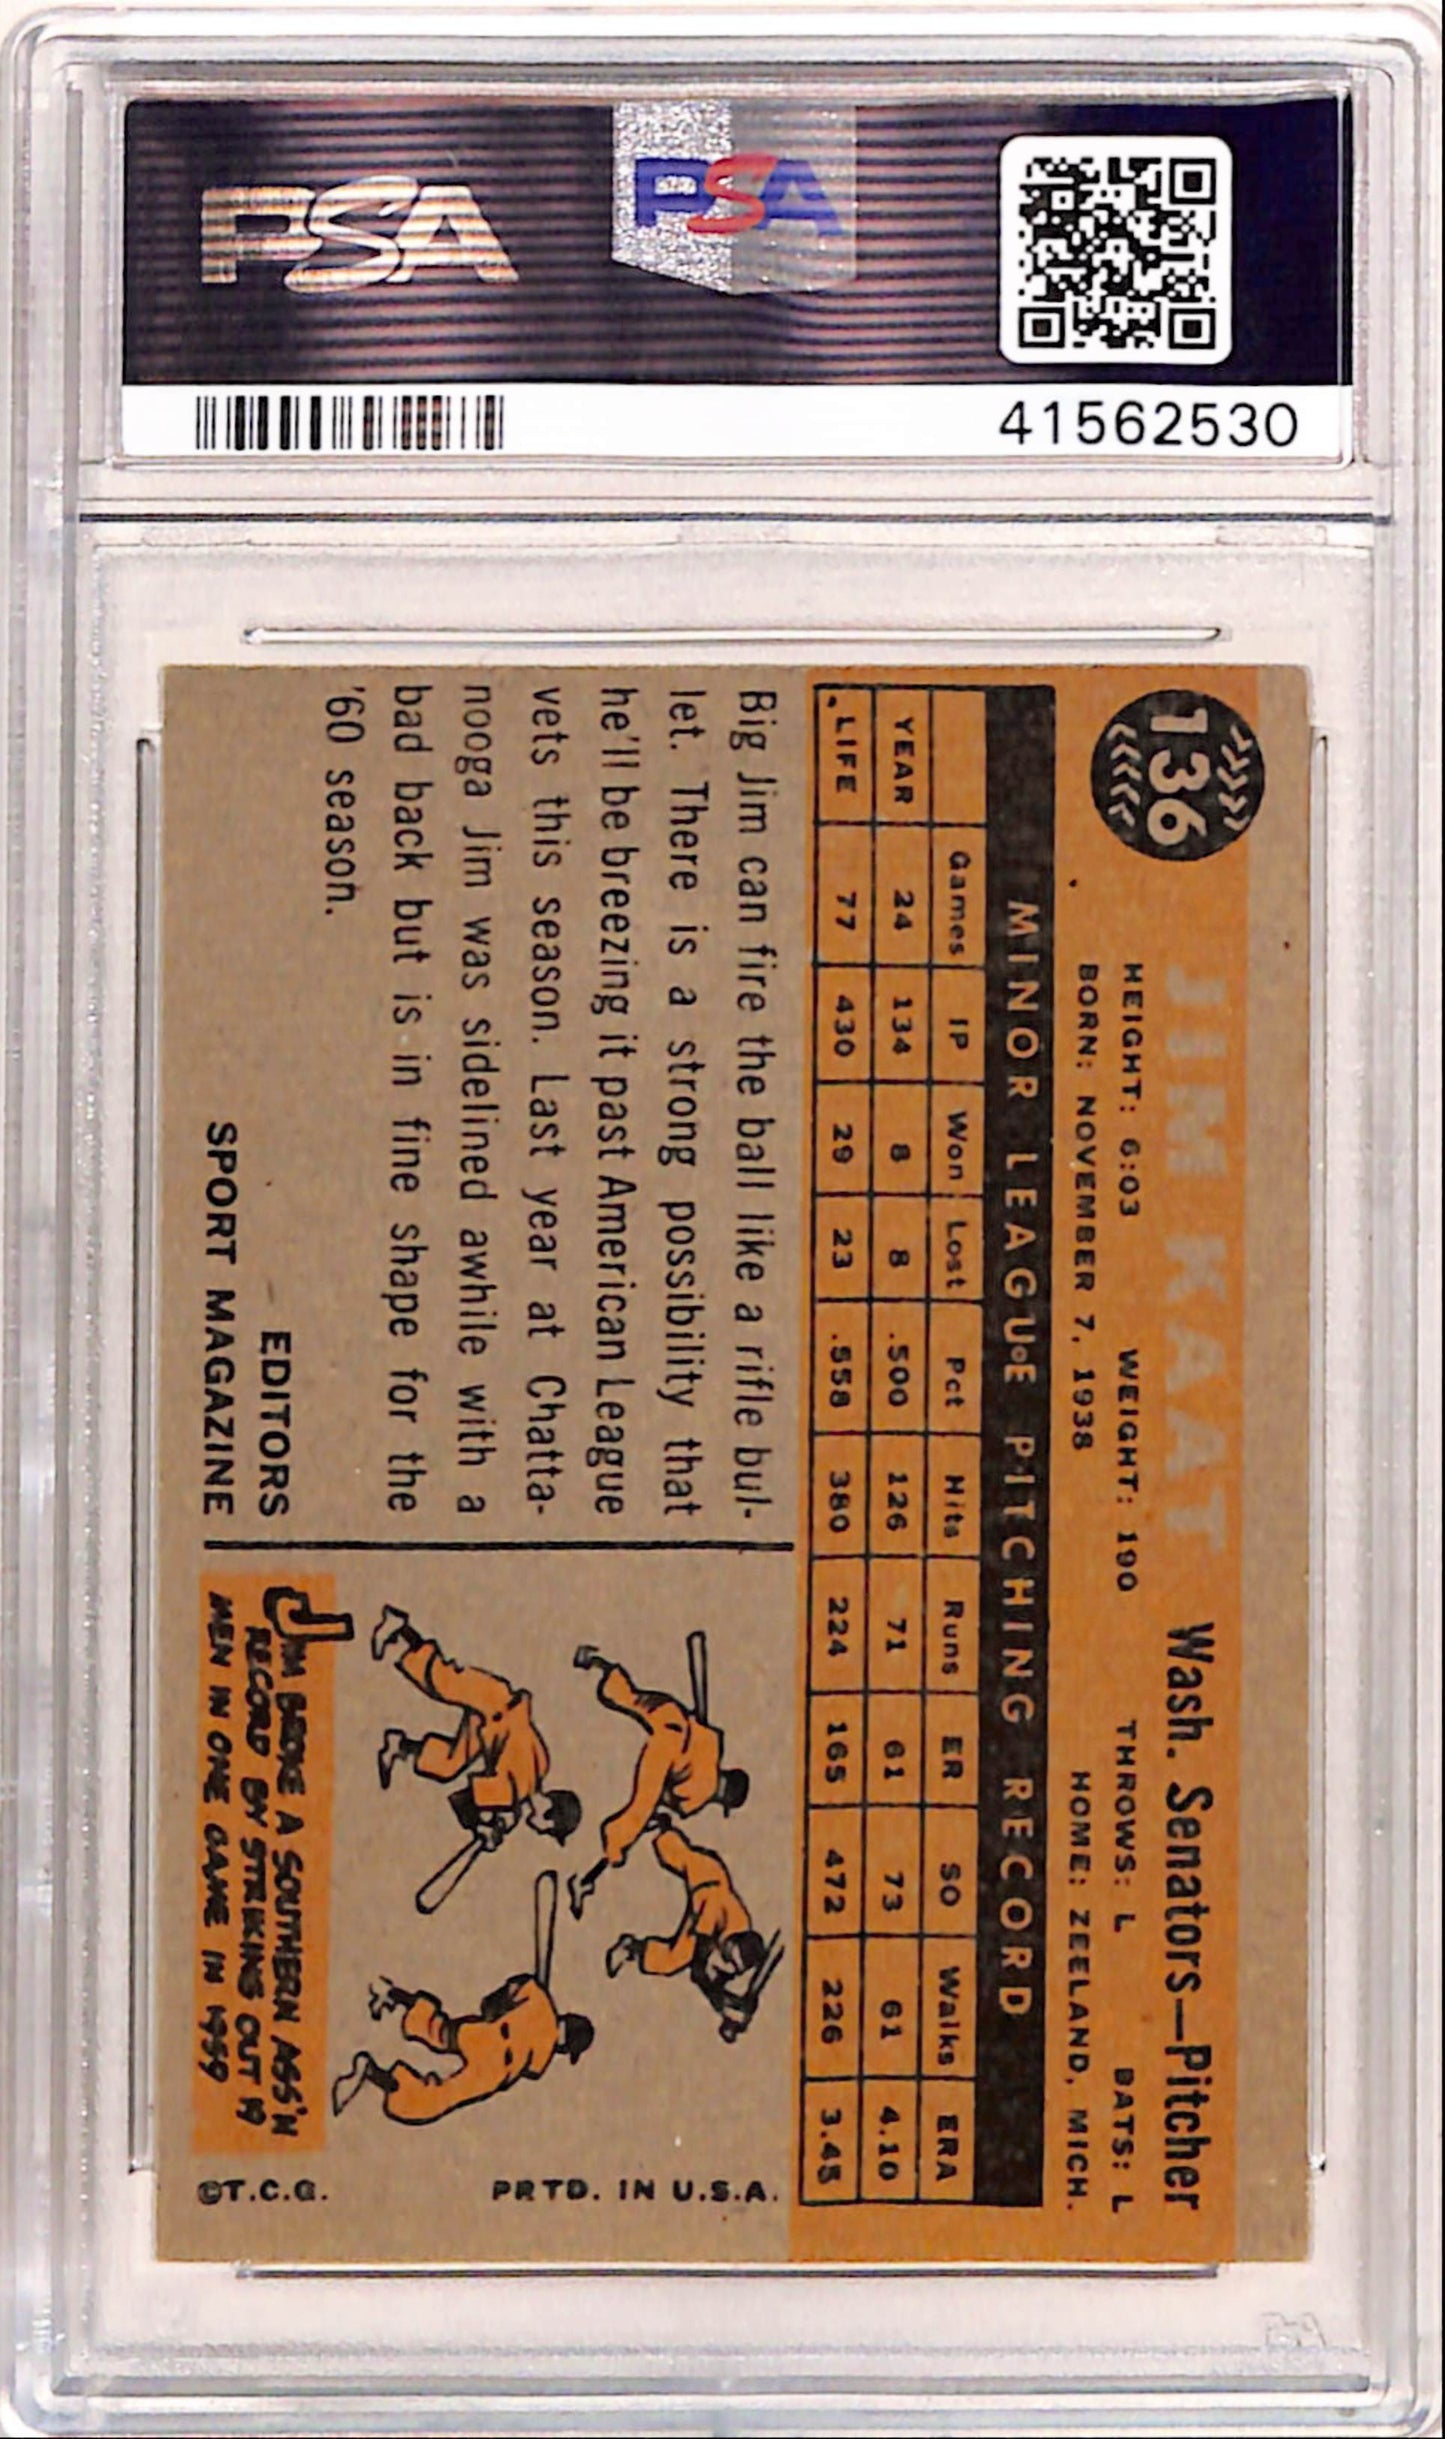 PSA
PSA
41562530
136
JIM KAAT Wash. Senators—Pitcher
HEIGHT: 6:03 WEIGHT: 190 THROWS: L BATS: L
BORN: NOVEMBER 7, 1938 HOME: ZEELAND, MICH.
MINOR LEAGUE PITCHING RECORD
Games IP Won Lost Pct Hits Runs ER SO Walks ERA
YEAR 24 134 8 8 .500 126 71 61 73 61 4.10
LIFE 77 430 29 23 .558 380 224 165 472 226 3.45
Big Jim can fire the ball like a rifle bul-
let. There is a strong possibility that
he'll be breezing it past American League
vets this season. Last year at Chatta-
nooga Jim was sidelined awhile with a
bad back but is in fine shape for the
'60 season.
EDITORS
SPORT MAGAZINE
JIM BROKE A SOUTHERN ASS'N
RECORD BY STRIKING OUT 19
MEN IN ONE GAME IN 1959
©T.C.G. PRTD. IN U.S.A.